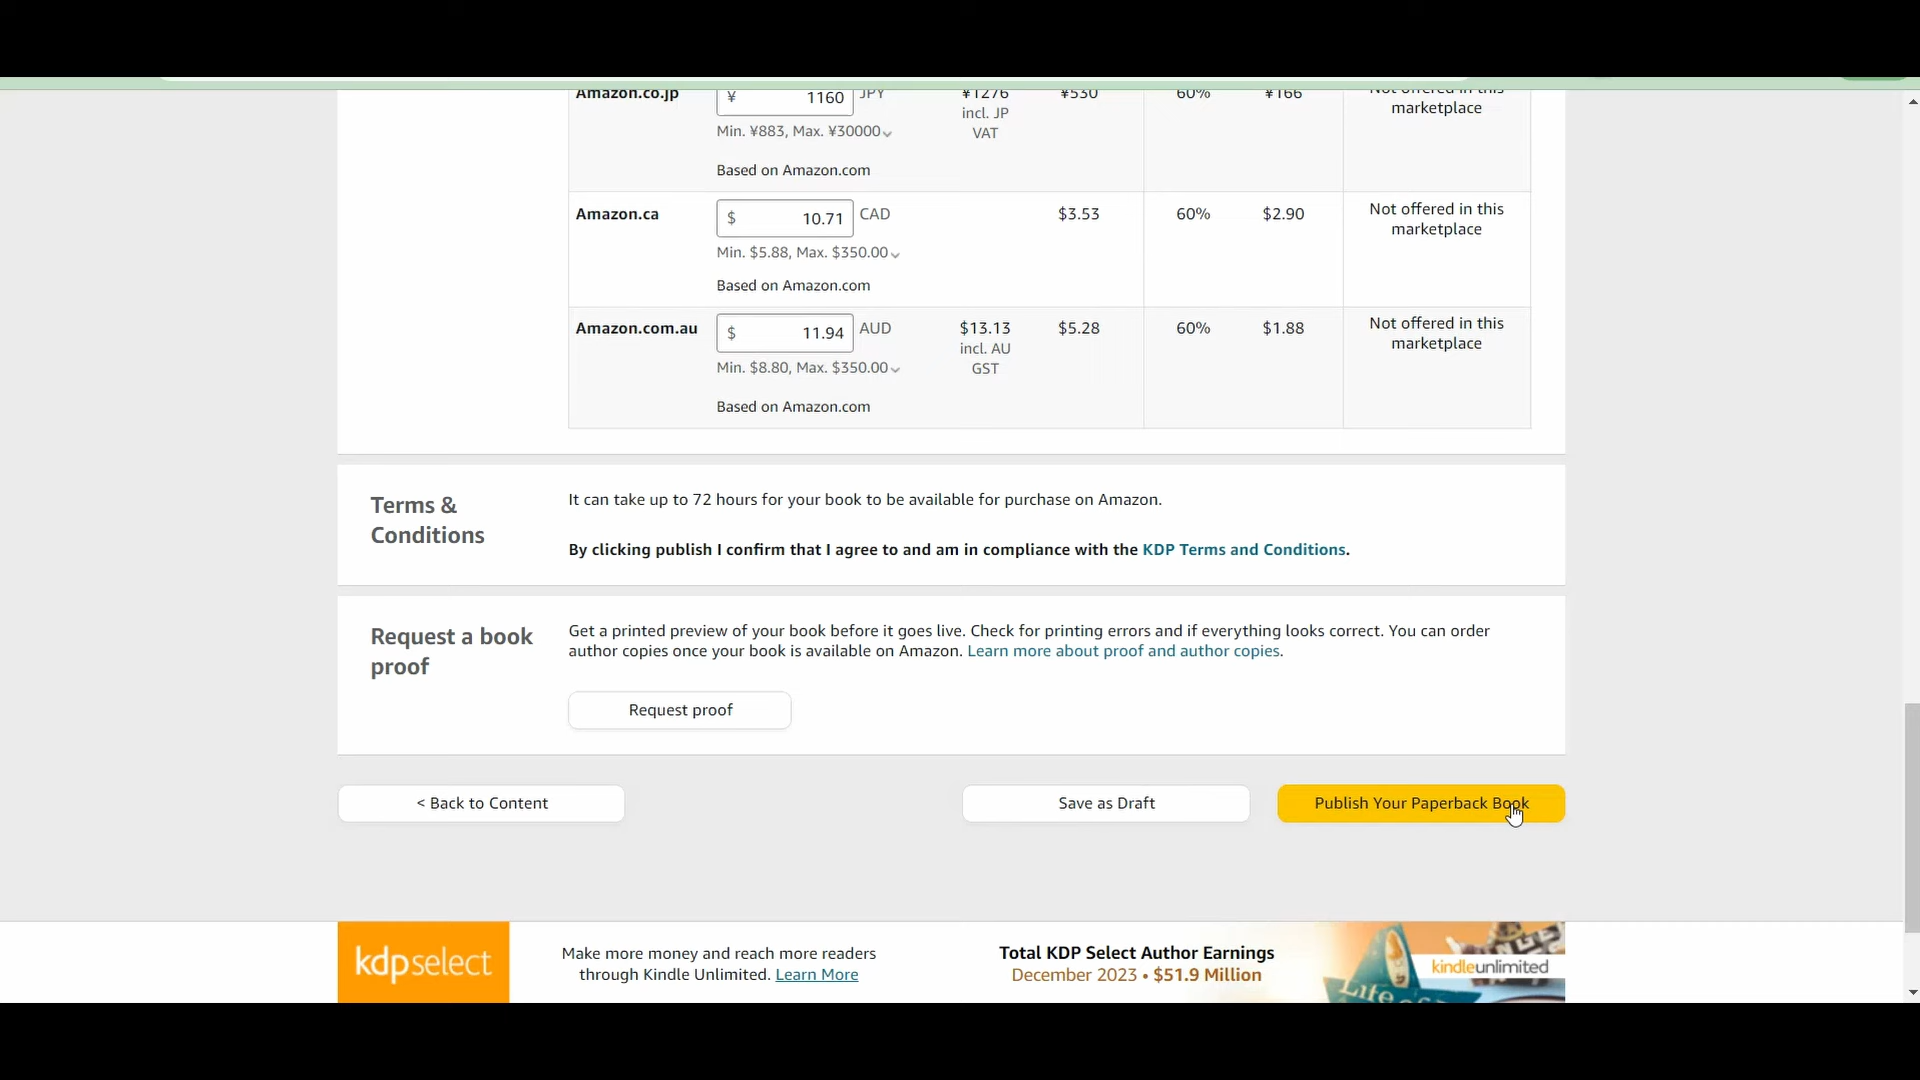 Amazon.co.jp ¥ 1160 JPY ¥1276 ¥530 60% ¥166 Not offered in this
incl. JP marketplace
Min. ¥883, Max. ¥30000 VAT
Based on Amazon.com
Amazon.ca $ 10.71 CAD $3.53 60% $2.90 Not offered in this
marketplace
Min. $5.88, Max. $350.00
Based on Amazon.com
Amazon.com.au $ 11.94 AUD $13.13 $5.28 60% $1.88 Not offered in this
incl. AU marketplace
Min. $8.80, Max. $350.00 GST
Based on Amazon.com
Terms &
Conditions
It can take up to 72 hours for your book to be available for purchase on Amazon.
By clicking publish I confirm that I agree to and am in compliance with the KDP Terms and Conditions.
Request a book
proof
Get a printed preview of your book before it goes live. Check for printing errors and if everything looks correct. You can order
author copies once your book is available on Amazon. Learn more about proof and author copies.
Request proof
< Back to Content
Save as Draft
Publish Your Paperback Book
kdpselect
Make more money and reach more readers
through Kindle Unlimited. Learn More
Total KDP Select Author Earnings
December 2023 • $51.9 Million
kindleunlimited
Life of